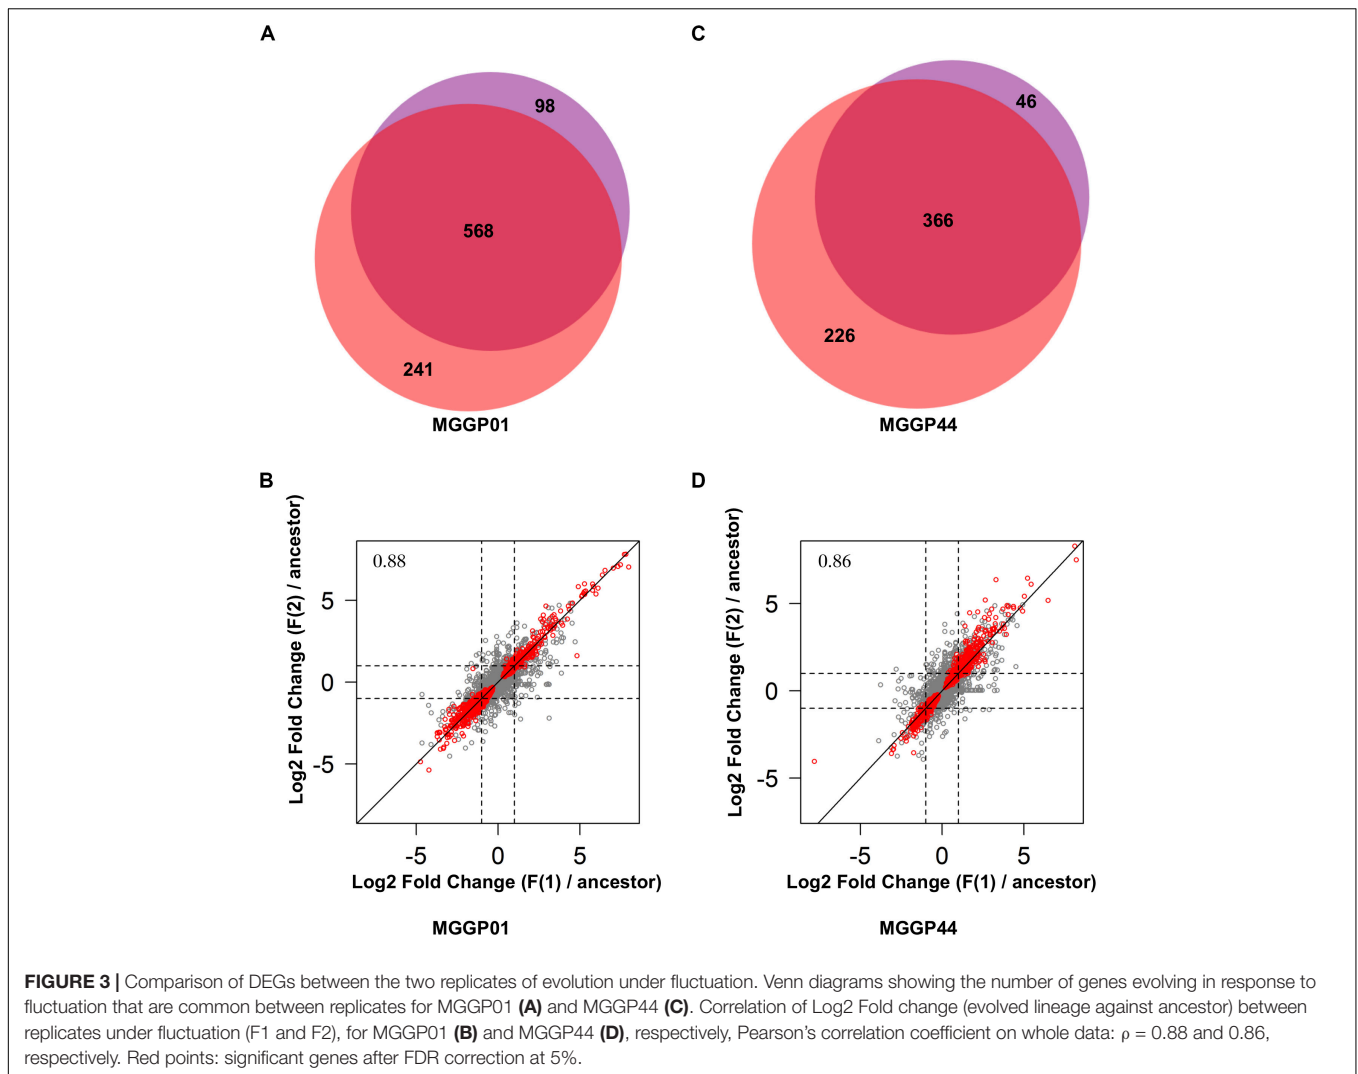 A
98
568
241
MGGP01
C
46
366
226
MGGP44
B
Log2 Fold Change (F(2) / ancestor)
0.88
5
0
-5
-5 0 5
Log2 Fold Change (F(1) / ancestor)
MGGP01
D
Log2 Fold Change (F(2) / ancestor)
0.86
5
0
-5
-5 0 5
Log2 Fold Change (F(1) / ancestor)
MGGP44
FIGURE 3 | Comparison of DEGs between the two replicates of evolution under fluctuation. Venn diagrams showing the number of genes evolving in response to
fluctuation that are common between replicates for MGGP01 (A) and MGGP44 (C). Correlation of Log2 Fold change (evolved lineage against ancestor) between
replicates under fluctuation (F1 and F2), for MGGP01 (B) and MGGP44 (D), respectively, Pearson's correlation coefficient on whole data: ρ = 0.88 and 0.86,
respectively. Red points: significant genes after FDR correction at 5%.